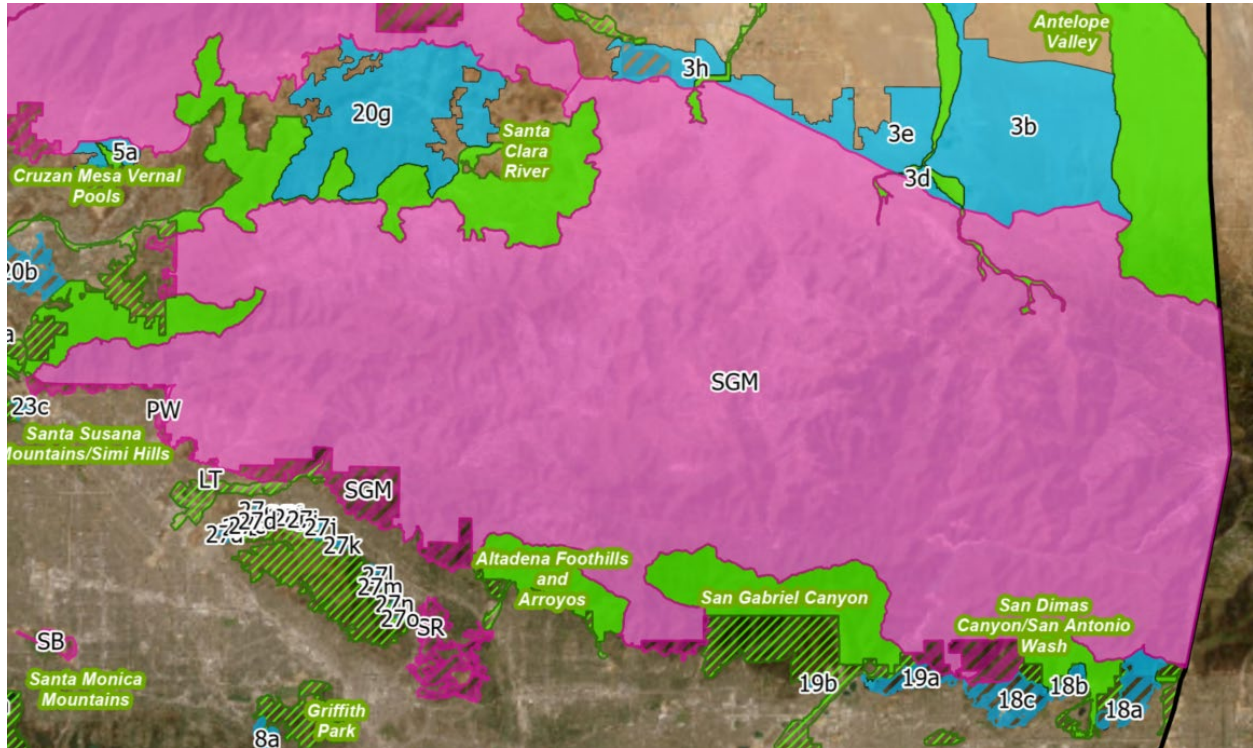 Antelope
Valley
3h
20g
3e
3b
Santa
Clara
River
5a
Cruzan Mesa Vernal
Pools
3d
20b
a
SGM
23c
PW
Santa Susana
Mountains/Simi Hills
LT
SGM
27d
27i
27j
27k
Altadena Foothills
and
Arroyos
27l
27m
27n
27o
SR
San Gabriel Canyon
San Dimas
Canyon/San Antonio
Wash
SB
Santa Monica
Mountains
19b
19a
18c
18b
18a
Griffith
Park
8a